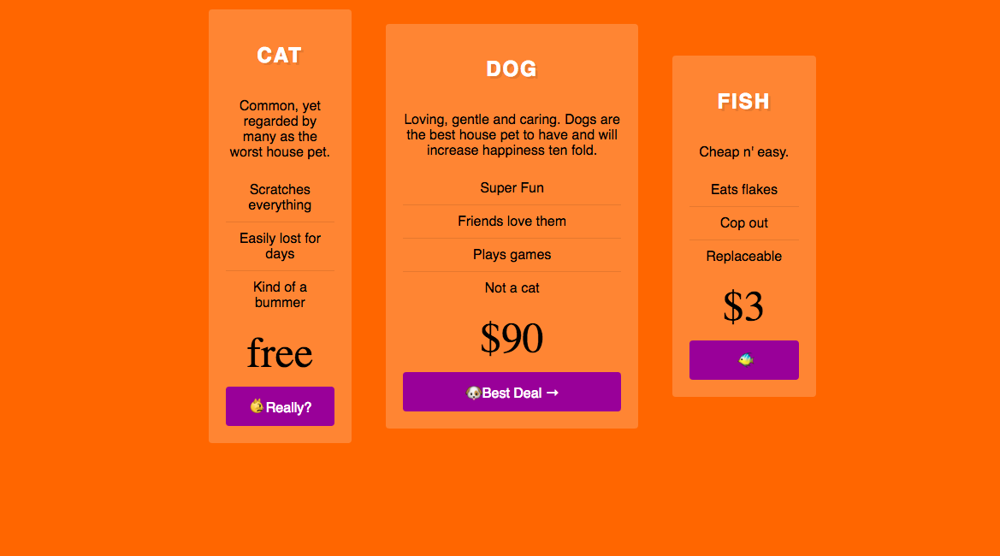 CAT
Common, yet
regarded by
many as the
worst house pet.
Scratches
everything
Easily lost for
days
Kind of a
bummer
free
Really?
DOG
Loving, gentle and caring. Dogs are
the best house pet to have and will
increase happiness ten fold.
Super Fun
Friends love them
Plays games
Not a cat
$90
🐶Best Deal →
FISH
Cheap n' easy.
Eats flakes
Cop out
Replaceable
$3
🐠